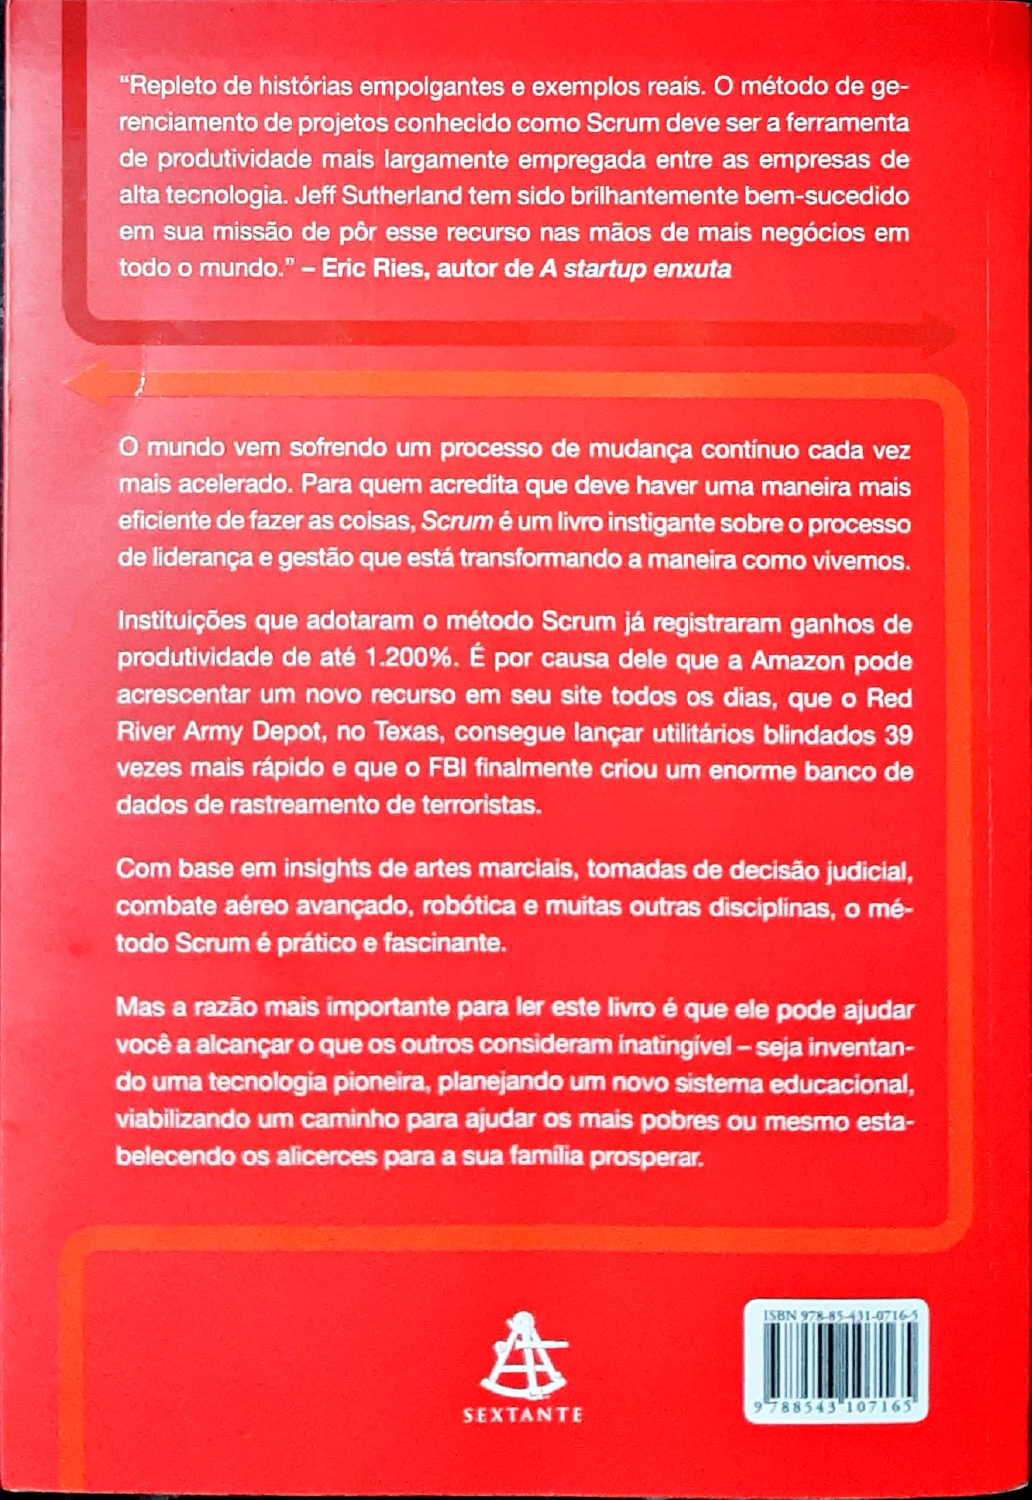 “Repleto de histórias empolgantes e exemplos reais. O método de ge-
renciamento de projetos conhecido como Scrum deve ser a ferramenta
de produtividade mais largamente empregada entre as empresas de
alta tecnologia. Jeff Sutherland tem sido brilhantemente bem-sucedido
em sua missão de pôr esse recurso nas mãos de mais negócios em
todo o mundo.” – Eric Ries, autor de A startup enxuta
O mundo vem sofrendo um processo de mudança contínuo cada vez
mais acelerado. Para quem acredita que deve haver uma maneira mais
eficiente de fazer as coisas, Scrum é um livro instigante sobre o processo
de liderança e gestão que está transformando a maneira como vivemos.
Instituições que adotaram o método Scrum já registraram ganhos de
produtividade de até 1.200%. É por causa dele que a Amazon pode
acrescentar um novo recurso em seu site todos os dias, que o Red
River Army Depot, no Texas, consegue lançar utilitários blindados 39
vezes mais rápido e que o FBI finalmente criou um enorme banco de
dados de rastreamento de terroristas.
Com base em insights de artes marciais, tomadas de decisão judicial,
combate aéreo avançado, robótica e muitas outras disciplinas, o mé-
todo Scrum é prático e fascinante.
Mas a razão mais importante para ler este livro é que ele pode ajudar
você a alcançar o que os outros consideram inatingível – seja inventan-
do uma tecnologia pioneira, planejando um novo sistema educacional,
viabilizando um caminho para ajudar os mais pobres ou mesmo esta-
belecendo os alicerces para a sua família prosperar.
SEXTANTE
ISBN 978-85-431-0716-5
9 788543 107165